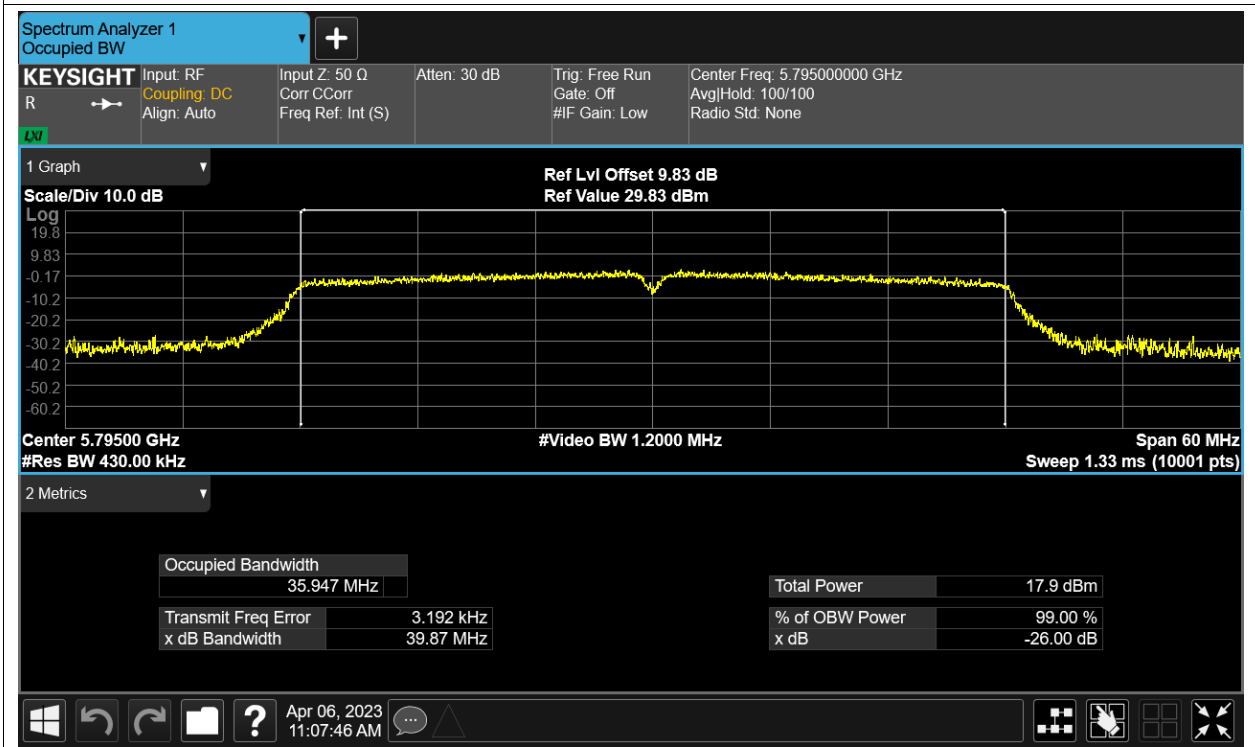 Spectrum Analyzer 1
Occupied BW
KEYSIGHT
R
LXI
Input: RF
Coupling: DC
Align: Auto
Input Z: 50 Ω
Corr CCorr
Freq Ref: Int (S)
Atten: 30 dB
Trig: Free Run
Gate: Off
#IF Gain: Low
Center Freq: 5.795000000 GHz
Avg|Hold: 100/100
Radio Std: None
1 Graph
Scale/Div 10.0 dB
Ref Lvl Offset 9.83 dB
Ref Value 29.83 dBm
Log
19.8
9.83
-0.17
-10.2
-20.2
-30.2
-40.2
-50.2
-60.2
Center 5.79500 GHz
#Video BW 1.2000 MHz
Span 60 MHz
#Res BW 430.00 kHz
Sweep 1.33 ms (10001 pts)
2 Metrics
Occupied Bandwidth
35.947 MHz
Total Power 17.9 dBm
Transmit Freq Error 3.192 kHz
% of OBW Power 99.00 %
x dB Bandwidth 39.87 MHz
x dB -26.00 dB
?
Apr 06, 2023
11:07:46 AM